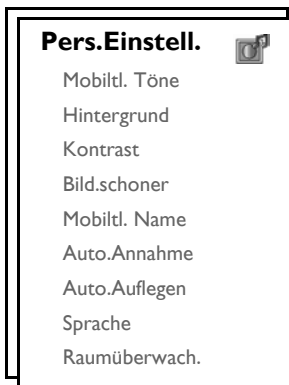 Pers.Einstell.
Mobiltl. Töne
Hintergrund
Kontrast
Bild.schoner
Mobiltl. Name
Auto.Annahme
Auto.Auflegen
Sprache
Raumüberwach.